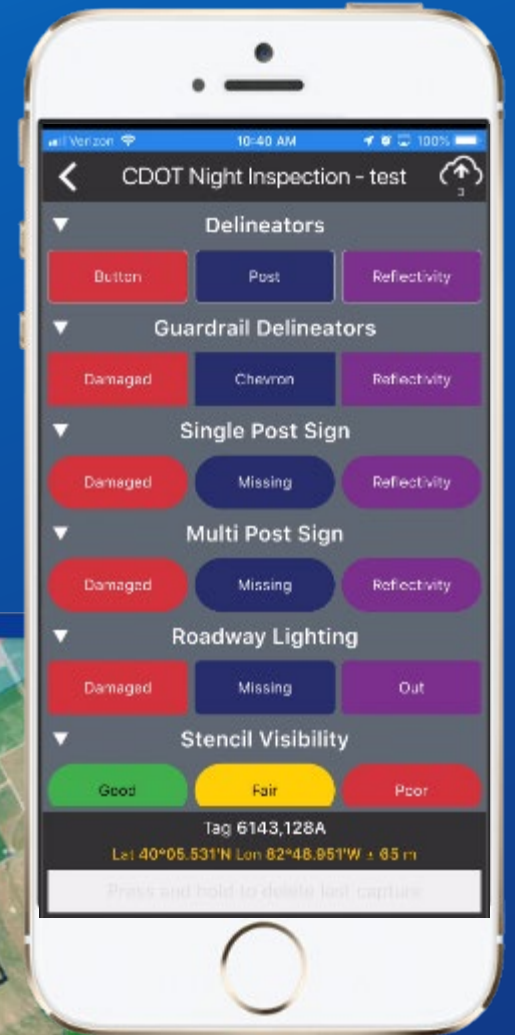 Verizon 10:40 AM 100%
CDOT Night Inspection - test
3
Delineators
Button Post Reflectivity
Guardrail Delineators
Damaged Chevron Reflectivity
Single Post Sign
Damaged Missing Reflectivity
Multi Post Sign
Damaged Missing Reflectivity
Roadway Lighting
Damaged Missing Out
Stencil Visibility
Good Fair Poor
Tag 6143,128A
Lat 40°05.531'N Lon 82°48.951'W ± 65 m
Press and hold to delete last capture